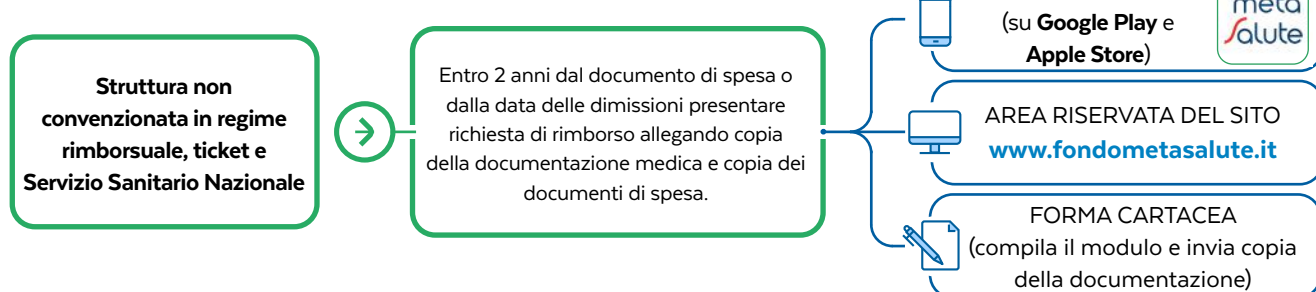 Struttura non
convenzionata in regime
rimborsuale, ticket e
Servizio Sanitario Nazionale
Entro 2 anni dal documento di spesa o
dalla data delle dimissioni presentare
richiesta di rimborso allegando copia
della documentazione medica e copia dei
documenti di spesa.
(su Google Play e
Apple Store)
meta
Salute
AREA RISERVATA DEL SITO
www.fondometasalute.it
FORMA CARTACEA
(compila il modulo e invia copia
della documentazione)